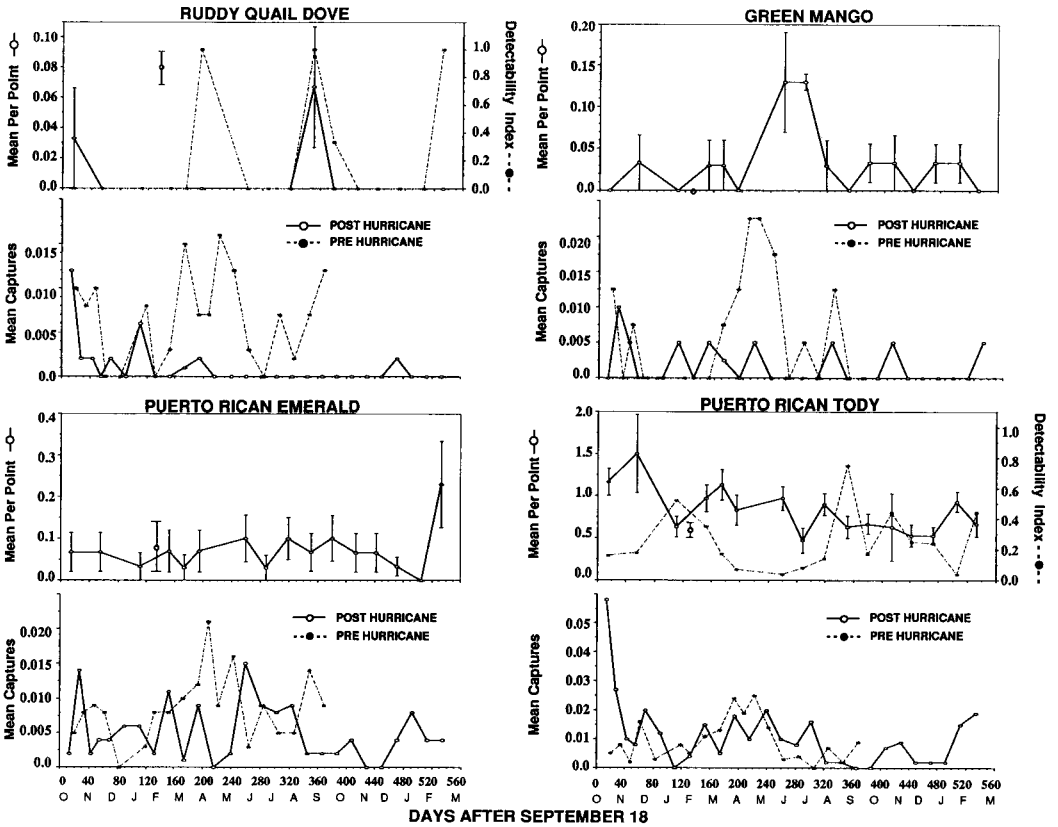 RUDDY QUAIL DOVE
Mean Per Point
0.10
0.08
0.06
0.04
0.02
0.0
1.0
0.8
0.6
0.4
0.2
0.0
Detectability Index
Mean Captures
0.015
0.010
0.005
0.0
POST HURRICANE
PRE HURRICANE
GREEN MANGO
Mean Per Point
0.20
0.15
0.10
0.05
0.00
Mean Captures
0.020
0.015
0.010
0.005
0.0
POST HURRICANE
PRE HURRICANE
PUERTO RICAN EMERALD
Mean Per Point
0.4
0.3
0.2
0.1
0.0
Mean Captures
0.020
0.015
0.010
0.005
0.0
POST HURRICANE
PRE HURRICANE
0 40 80 120 160 200 240 280 320 360 400 440 480 520 560
O N J F M A J J A S O N J F M
PUERTO RICAN TODY
Mean Per Point
2.0
1.5
1.0
0.5
0.0
1.0
0.8
0.6
0.4
0.2
0.0
Detectability Index
Mean Captures
0.05
0.04
0.03
0.02
0.01
0.0
POST HURRICANE
PRE HURRICANE
0 40 80 120 160 200 240 280 320 360 400 440 480 520 560
O N J F M A J J A S O N J F M
DAYS AFTER SEPTEMBER 18